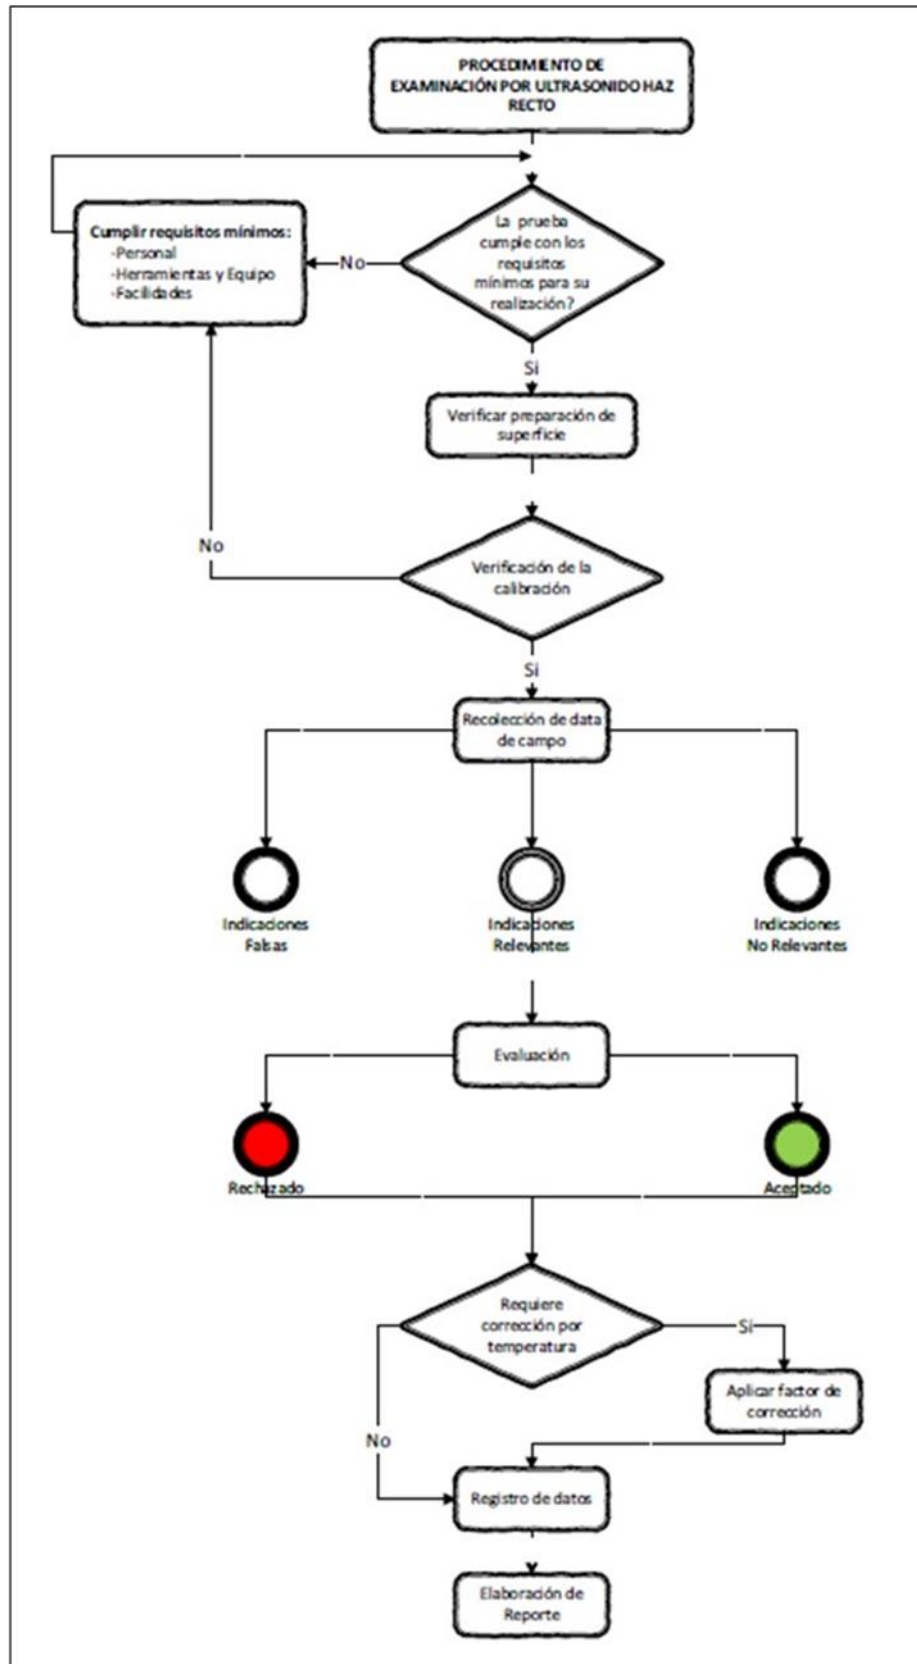 PROCEDIMIENTO DE
EXAMINACIÓN POR ULTRASONIDO HAZ
RECTO
La prueba
cumple con los
requisitos
mínimos para su
realización?
No
Cumplir requisitos mínimos:
-Personal
-Herramientas y Equipo
-Facilidades
Si
Verificar preparación de
superficie
Verificación de la
calibración
No
Si
Recolección de data
de campo
Indicaciones
Falsas
Indicaciones
Relevantes
Indicaciones
No Relevantes
Evaluación
Rechazado
Aceptado
Requiere
corrección por
temperatura
Si
Aplicar factor de
corrección
No
Registro de datos
Elaboración de
Reporte